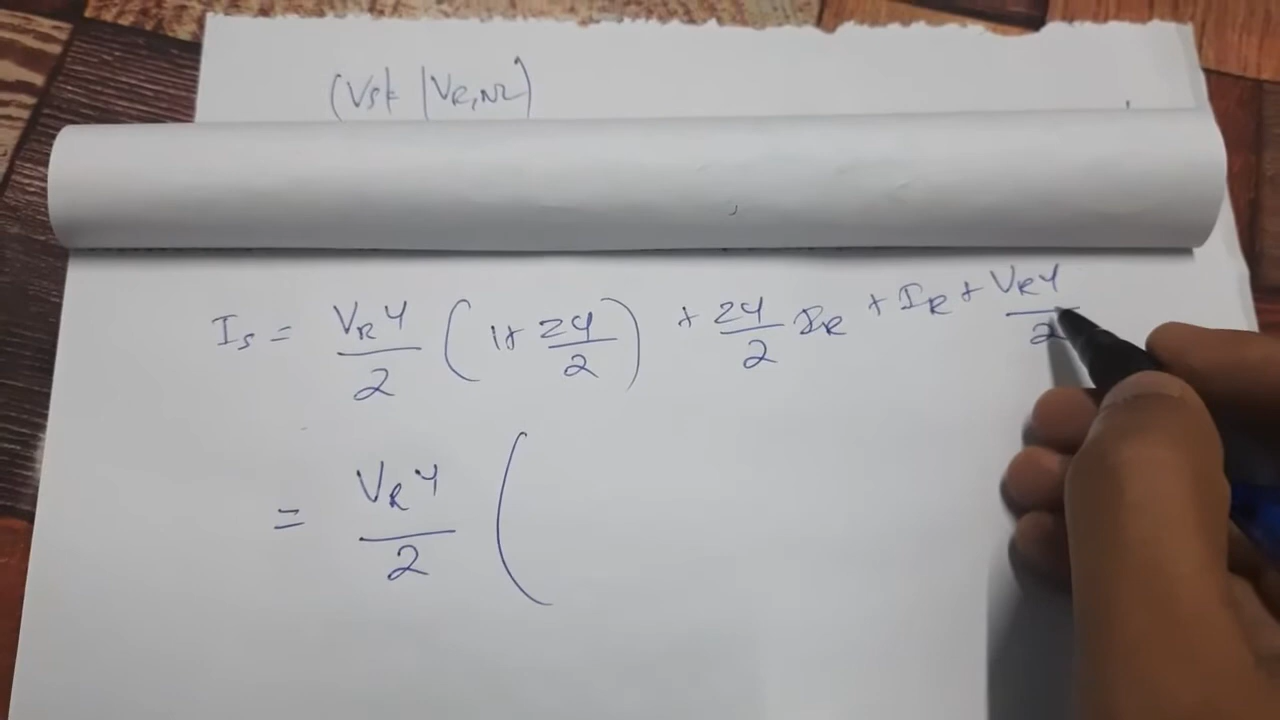 (|Vs|= |VR,NL|)
Is = VRY/2 (1+ ZY/2) + ZY/2 IR + IR + VRY/2
= VRY/2 (